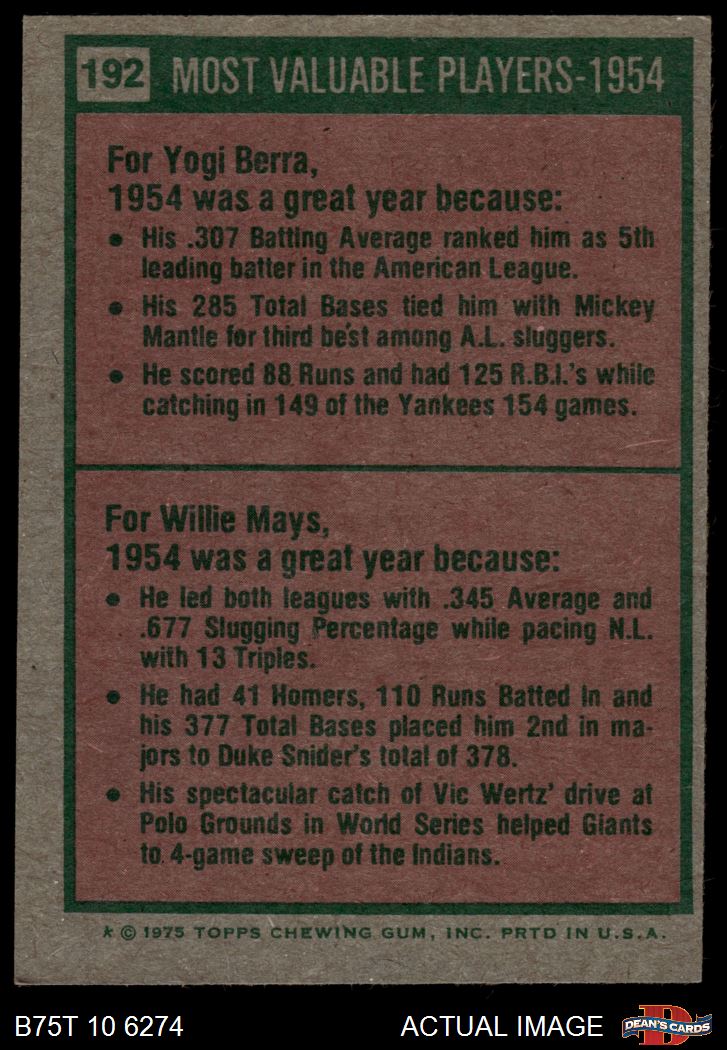 192 MOST VALUABLE PLAYERS-1954
For Yogi Berra,
1954 was a great year because:
• His .307 Batting Average ranked him as 5th
leading batter in the American League.
• His 285 Total Bases tied him with Mickey
Mantle for third best among A.L. sluggers.
• He scored 88 Runs and had 125 R.B.I.'s while
catching in 149 of the Yankees 154 games.
For Willie Mays,
1954 was a great year because:
• He led both leagues with .345 Average and
.677 Slugging Percentage while pacing N.L.
with 13 Triples.
• He had 41 Homers, 110 Runs Batted In and
his 377 Total Bases placed him 2nd in ma-
jors to Duke Snider's total of 378.
• His spectacular catch of Vic Wertz' drive at
Polo Grounds in World Series helped Giants
to 4-game sweep of the Indians.
k © 1975 TOPPS CHEWING GUM, INC. PRTD IN U.S.A.
B75T 10 6274 ACTUAL IMAGE D DEAN'S CARDS